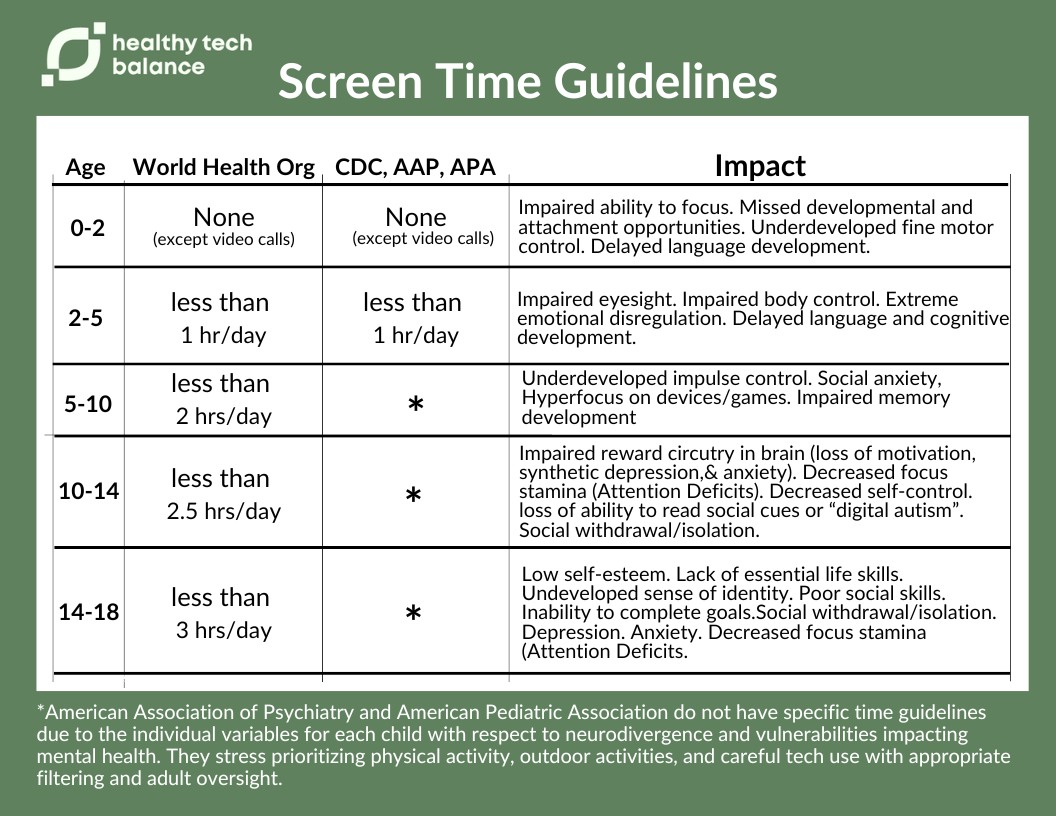 healthy tech
balance
Screen Time Guidelines
Age World Health Org CDC, AAP, APA Impact
0-2
None
(except video calls)
None
(except video calls)
Impaired ability to focus. Missed developmental and
attachment opportunities. Underdeveloped fine motor
control. Delayed language development.
2-5
less than
1 hr/day
less than
1 hr/day
Impaired eyesight. Impaired body control. Extreme
emotional disregulation. Delayed language and cognitive
development.
5-10
less than
2 hrs/day
*
Underdeveloped impulse control. Social anxiety,
Hyperfocus on devices/games. Impaired memory
development
10-14
less than
2.5 hrs/day
*
Impaired reward circutry in brain (loss of motivation,
synthetic depression,& anxiety). Decreased focus
stamina (Attention Deficits). Decreased self-control.
loss of ability to read social cues or “digital autism”.
Social withdrawal/isolation.
14-18
less than
3 hrs/day
*
Low self-esteem. Lack of essential life skills.
Undeveloped sense of identity. Poor social skills.
Inability to complete goals.Social withdrawal/isolation.
Depression. Anxiety. Decreased focus stamina
(Attention Deficits.
*American Association of Psychiatry and American Pediatric Association do not have specific time guidelines
due to the individual variables for each child with respect to neurodivergence and vulnerabilities impacting
mental health. They stress prioritizing physical activity, outdoor activities, and careful tech use with appropriate
filtering and adult oversight.